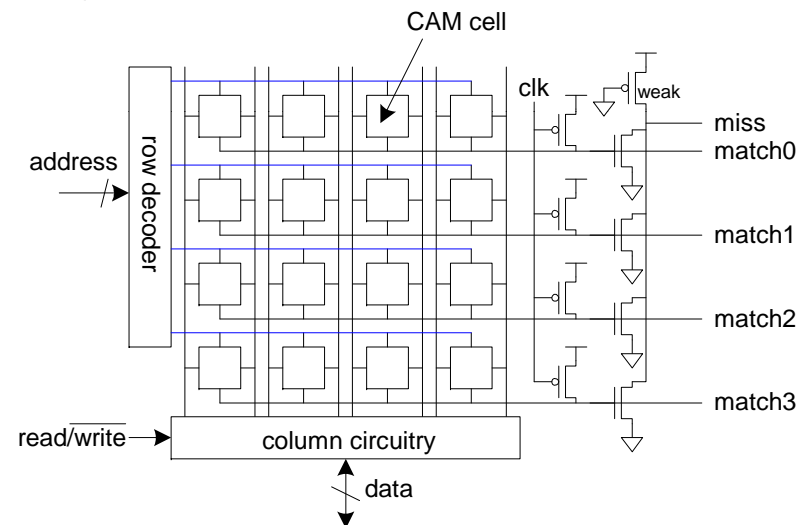 CAM cell
clk
weak
miss
match0
address
row decoder
match1
match2
match3
read/write
column circuitry
data